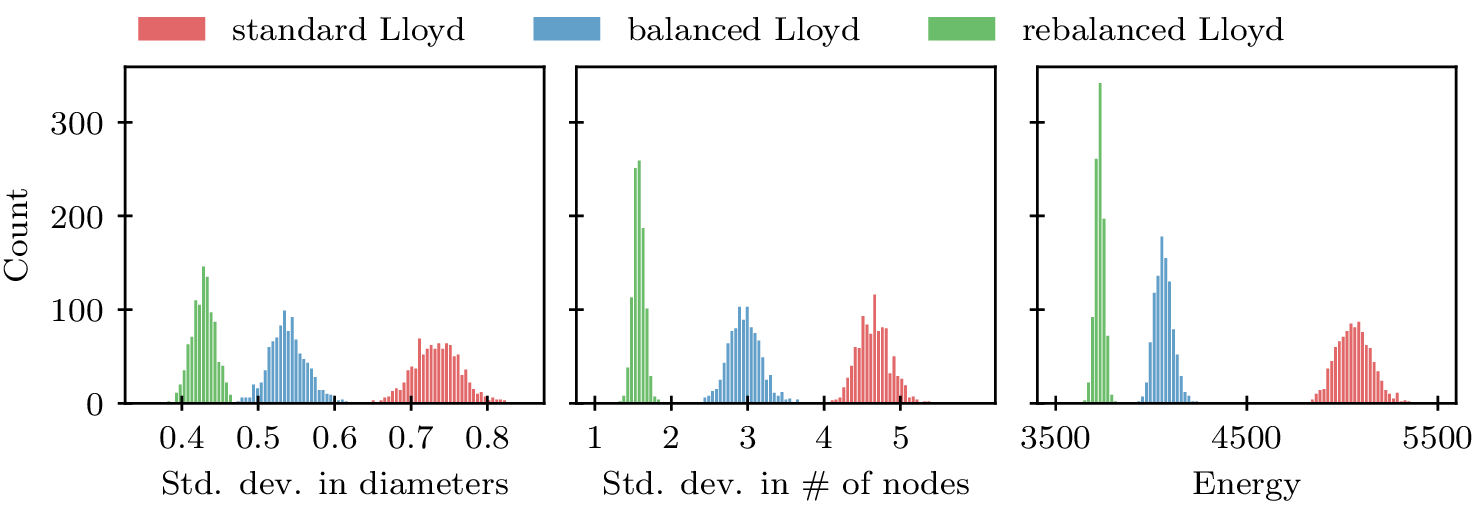 standard Lloyd balanced Lloyd rebalanced Lloyd
Count
300
200
100
0
0.4 0.5 0.6 0.7 0.8
Std. dev. in diameters
1 2 3 4 5
Std. dev. in # of nodes
3500 4500 5500
Energy